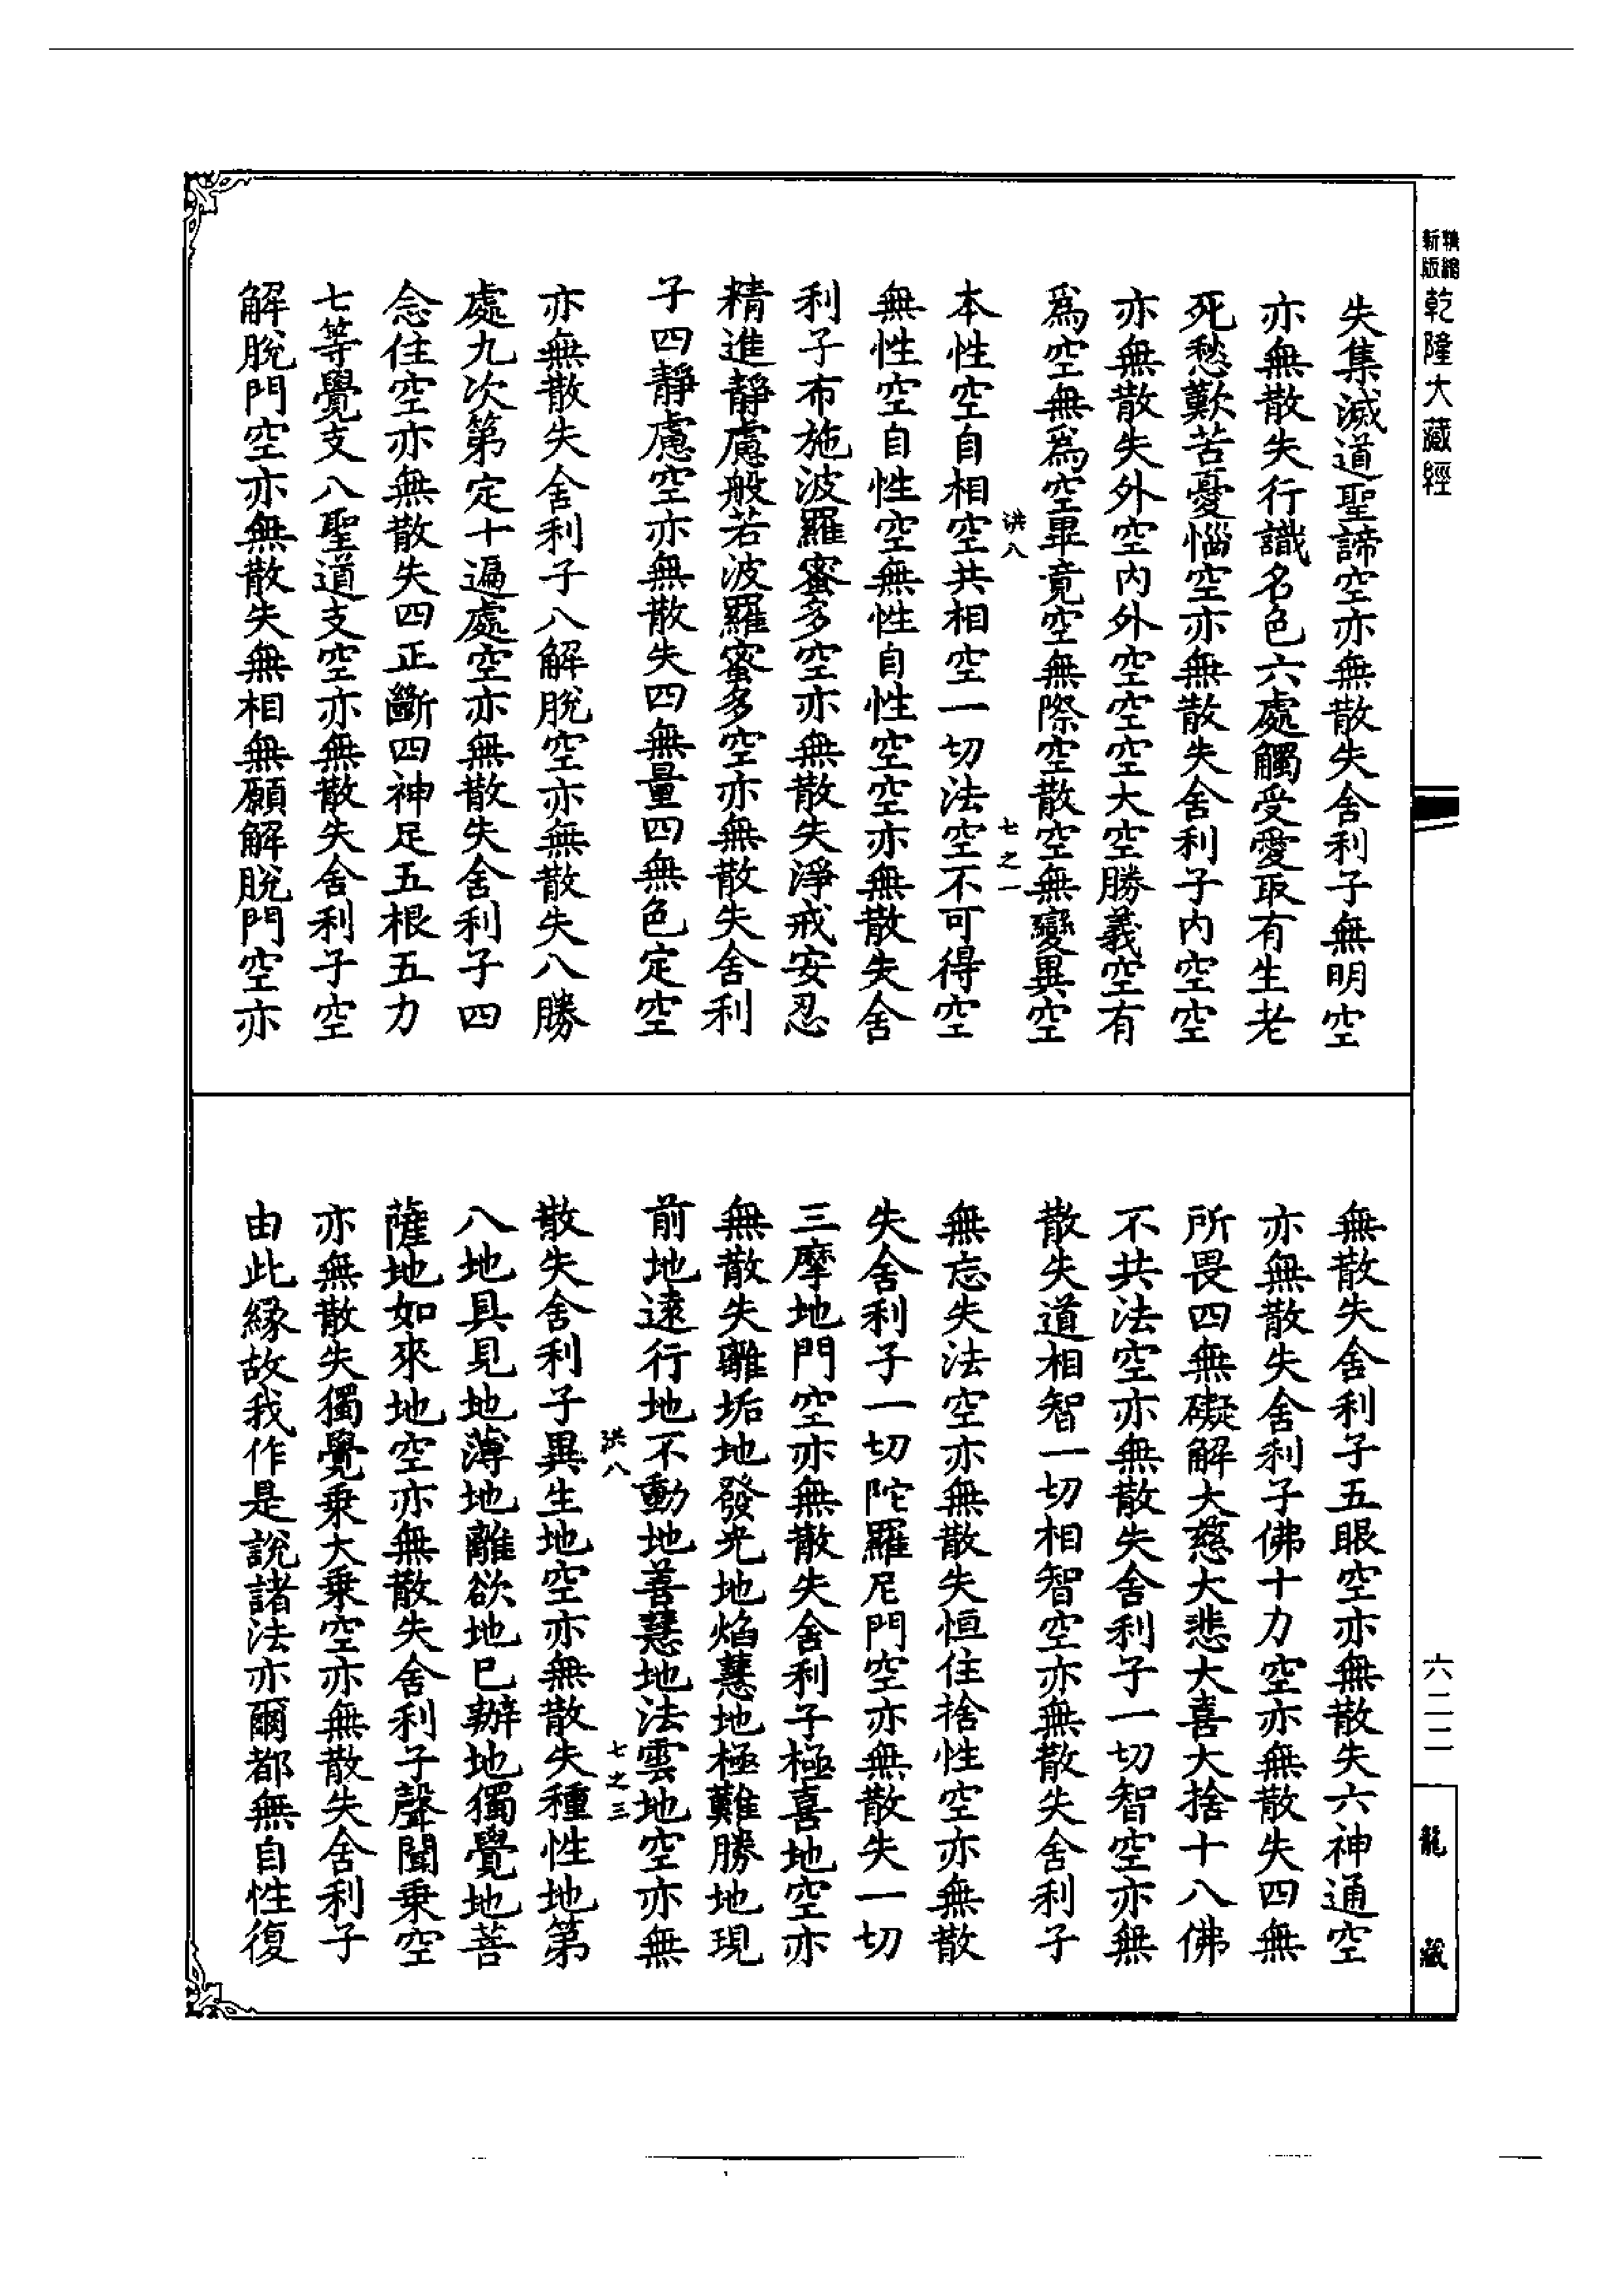 新版精縮乾隆大藏經
失集滅道聖諦空亦無散失舍利子無明空
亦無散失行識名色六處觸受愛取有生老
死愁歎苦憂惱空亦無散失舍利子內空空
亦無散失外空內外空空空大空勝義空有
爲空無爲空畢竟空無際空散空無變異空
洪八 七之一
本性空自相空共相空一切法空不可得空
無性空自性空無性自性空空亦無散失舍
利子布施波羅蜜多空亦無散失淨戒安忍
精進靜慮般若波羅蜜多空亦無散失舍利
子四靜慮空亦無散失四無量四無色定空
亦無散失舍利子八解脫空亦無散失八勝
處九次第定十遍處空亦無散失舍利子四
念住空亦無散失四正斷四神足五根五力
七等覺支八聖道支空亦無散失舍利子空
解脫門空亦無散失無相無願解脫門空亦
無散失舍利子五眼空亦無散失六神通空
亦無散失舍利子佛十力空亦無散失四無
所畏四無礙解大慈大悲大喜大捨十八佛
不共法空亦無散失舍利子一切智空亦無
散失道相智一切相智空亦無散失舍利子
無忘失法空亦無散失恒住捨性空亦無散
失舍利子一切陀羅尼門空亦無散失一切
三摩地門空亦無散失舍利子極喜地空亦
無散失離垢地發光地焰慧地極難勝地現
前地遠行地不動地善慧地法雲地空亦無
洪八 七之三
散失舍利子異生地空亦無散失種性地第
八地具見地薄地離欲地已辦地獨覺地菩
薩地如來地空亦無散失舍利子聲聞乗空
亦無散失獨覺乗大乗空亦無散失舍利子
由此緣故我作是說諸法亦爾都無自性復
六二二
龍藏